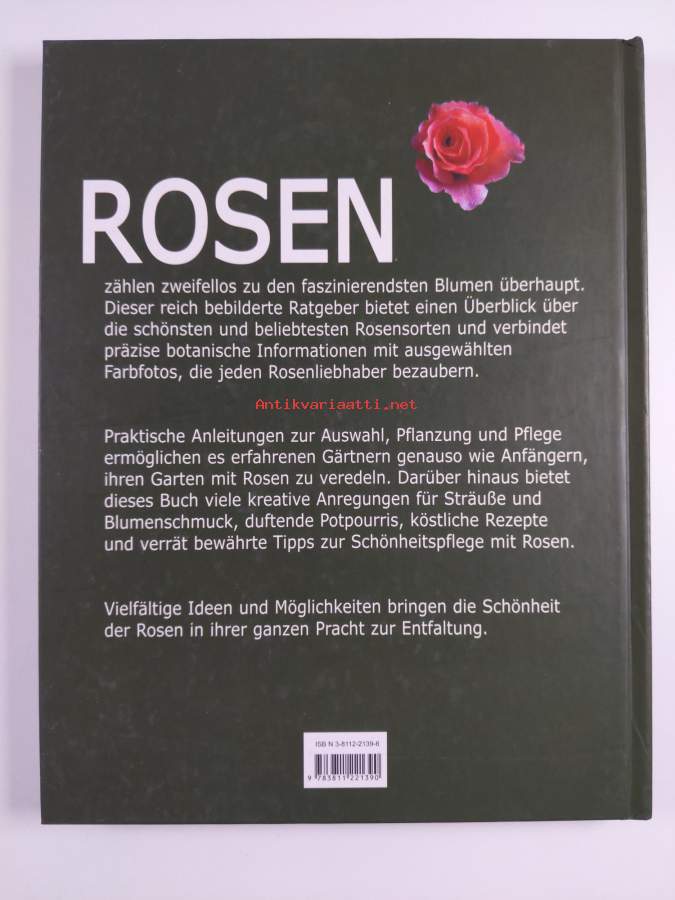 ROSEN
zählen zweifellos zu den faszinierendsten Blumen überhaupt.
Dieser reich bebilderte Ratgeber bietet einen Überblick über
die schönsten und beliebtesten Rosensorten und verbindet
präzise botanische Informationen mit ausgewählten
Farbfotos, die jeden Rosenliebhaber bezaubern.
Antikvariaatti.net
Praktische Anleitungen zur Auswahl, Pflanzung und Pflege
ermöglichen es erfahrenen Gärtnern genauso wie Anfängern,
ihren Garten mit Rosen zu veredeln. Darüber hinaus bietet
dieses Buch viele kreative Anregungen für Sträuße und
Blumenschmuck, duftende Potpourris, köstliche Rezepte
und verrät bewährte Tipps zur Schönheitspflege mit Rosen.
Vielfältige Ideen und Möglichkeiten bringen die Schönheit
der Rosen in ihrer ganzen Pracht zur Entfaltung.
ISB N 3-8112-2139-6
9 783811 221390